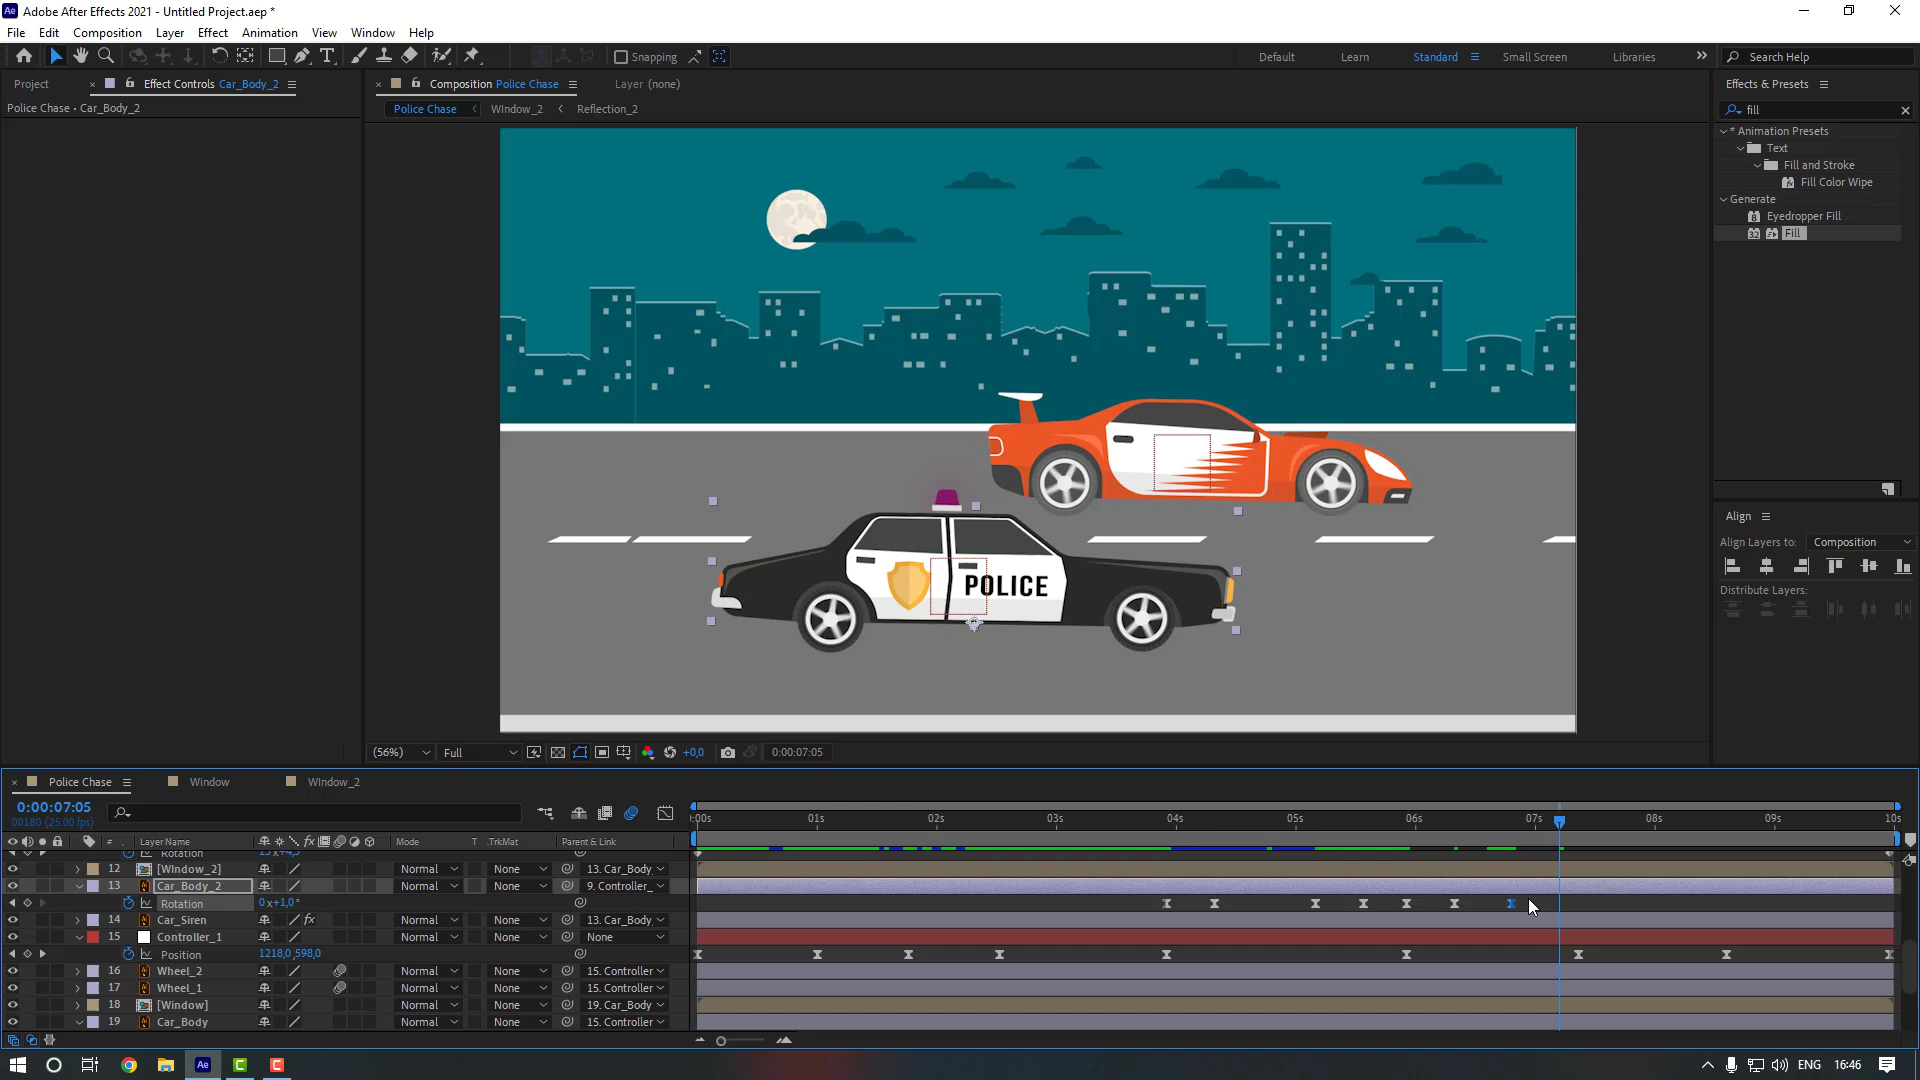 Adobe After Effects 2021 - Untitled Project.aep *
File Edit Composition Layer Effect Animation View Window Help
Snapping
Default Learn Standard Small Screen Libraries
Search Help
Project
Effect Controls Car_Body_2
Composition Police Chase
Layer (none)
Effects & Presets
Police Chase • Car_Body_2
Police Chase WIndow_2 Reflection_2
fill
* Animation Presets
Text
Fill and Stroke
Fill Color Wipe
Generate
Eyedropper Fill
Fill
POLICE
Align
Align Layers to: Composition
Distribute Layers:
(56%) Full +0,0 0:00:07:05
Police Chase Window WIndow_2
0:00:07:05
00180 (25.00 fps)
:00s 01s 02s 03s 04s 05s 06s 07s 08s 09s 10s
# Layer Name Mode T .TrkMat Parent & Link
Rotation
12 [Window_2] Normal None 13. Car_Body_
13 Car_Body_2 Normal None 9. Controller_
Rotation 0x+1,0°
14 Car_Siren Normal None 13. Car_Body_
15 Controller_1 Normal None None
Position 1218,0,598,0
16 Wheel_2 Normal None 15. Controller
17 Wheel_1 Normal None 15. Controller
18 [Window] Normal None 19. Car_Body
19 Car_Body Normal None 15. Controller
ENG 16:46